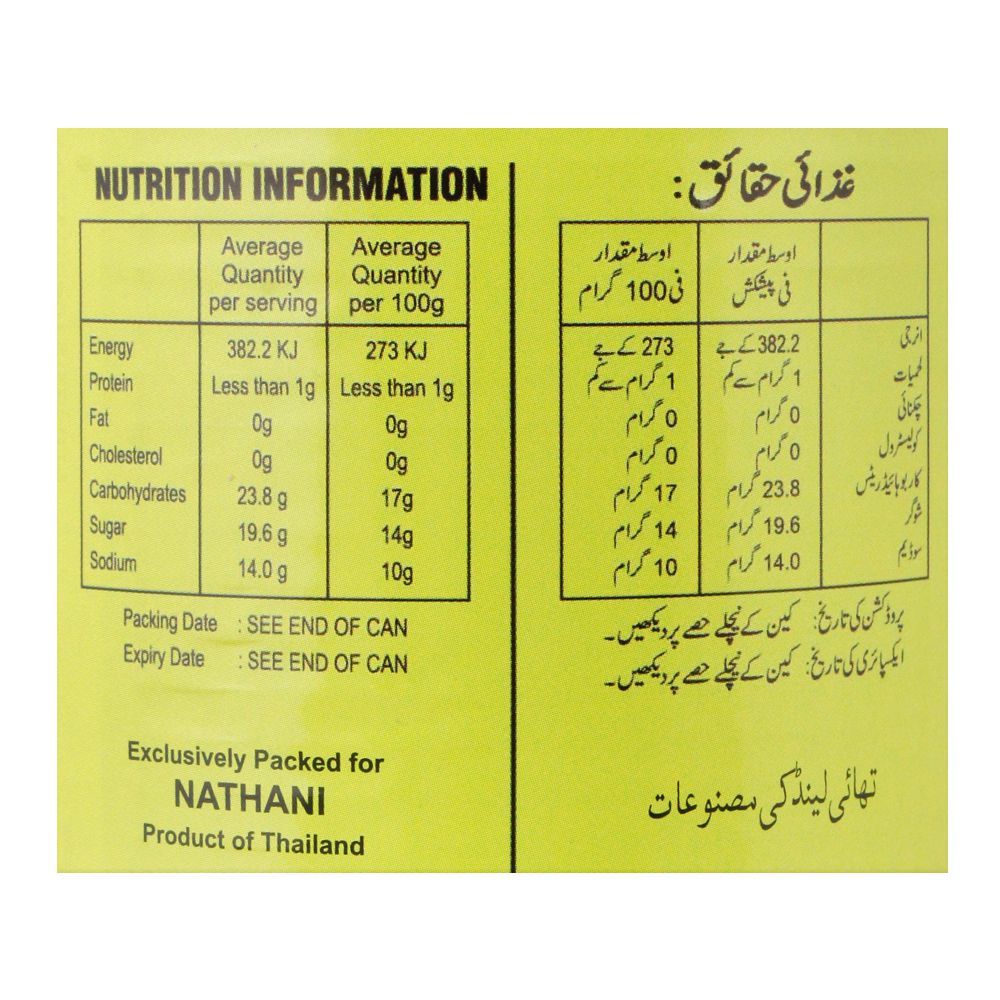 NUTRITION INFORMATION
Average Quantity per serving
Average Quantity per 100g
Energy 382.2 KJ 273 KJ
Protein Less than 1g Less than 1g
Fat 0g 0g
Cholesterol 0g 0g
Carbohydrates 23.8 g 17g
Sugar 19.6 g 14g
Sodium 14.0 g 10g
Packing Date : SEE END OF CAN
Expiry Date : SEE END OF CAN
Exclusively Packed for
NATHANI
Product of Thailand
غذائی حقائق :
اوسط مقدار فی پیشکش
اوسط مقدار فی 100 گرام
انرجی 382.2 کے جے 273 کے جے
لحمیات 1 گرام سے کم 1 گرام سے کم
چکنائی 0 گرام 0 گرام
کولیسٹرول 0 گرام 0 گرام
کاربوہائیڈریٹس 23.8 گرام 17 گرام
شوگر 19.6 گرام 14 گرام
سوڈیم 14.0 گرام 10 گرام
پروڈکشن کی تاریخ: کین کے نچلے حصے پر دیکھیں۔
ایکسپائری کی تاریخ: کین کے نچلے حصے پر دیکھیں۔
تھائی لینڈ کی مصنوعات